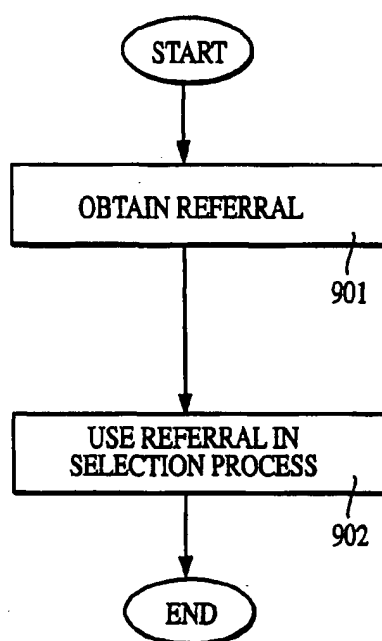 START
OBTAIN REFERRAL
901
USE REFERRAL IN
SELECTION PROCESS
902
END